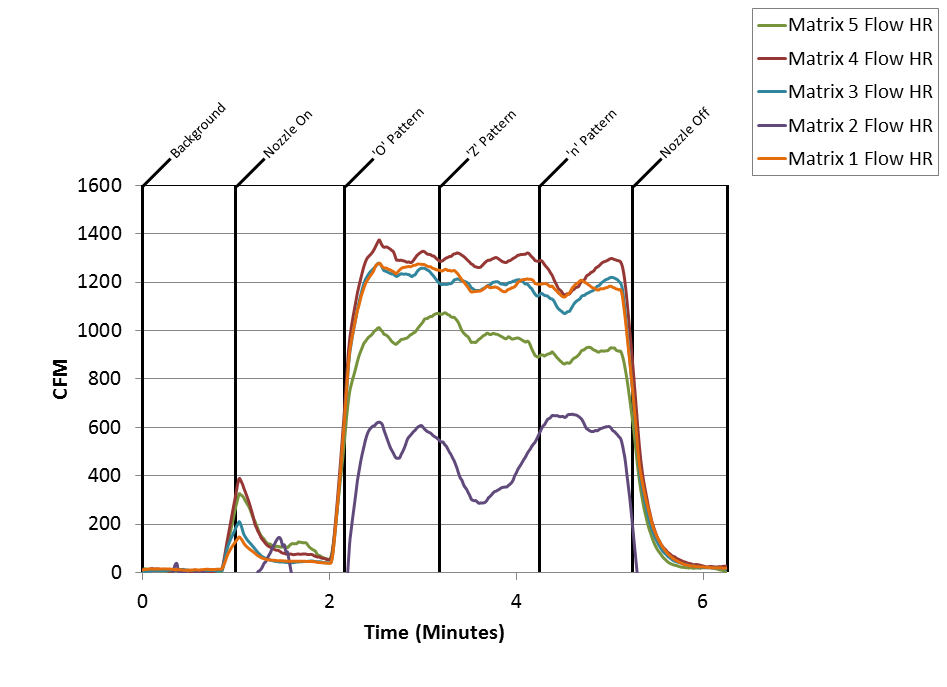 Matrix 5 Flow HR
Matrix 4 Flow HR
Matrix 3 Flow HR
Matrix 2 Flow HR
Matrix 1 Flow HR
Background
Nozzle On
'O' Pattern
'Z' Pattern
'n' Pattern
Nozzle Off
1600
1400
1200
1000
800
600
400
200
0
CFM
0 2 4 6
Time (Minutes)